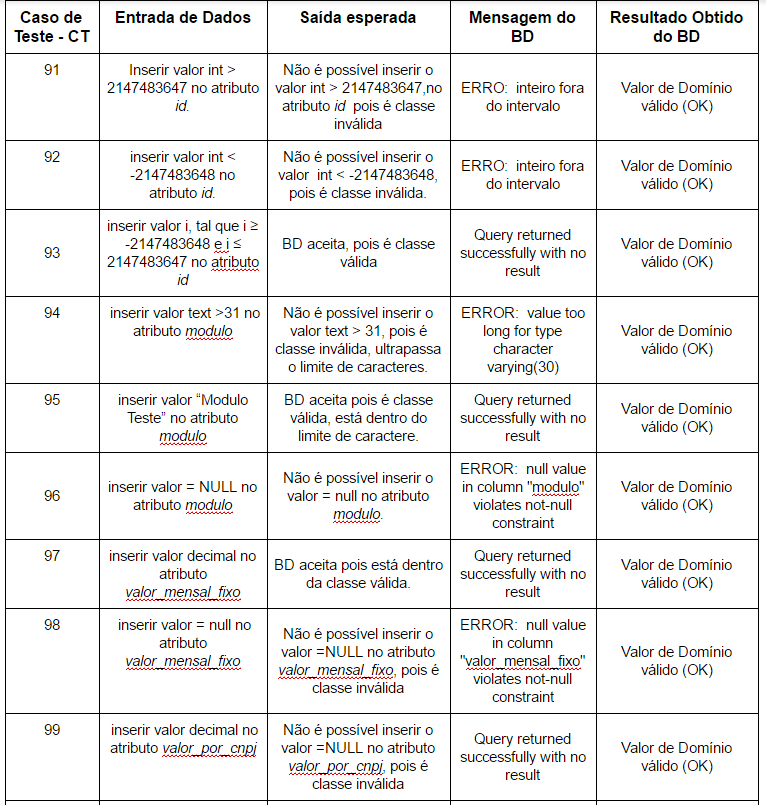 Caso de Teste - CT
Entrada de Dados
Saída esperada
Mensagem do BD
Resultado Obtido do BD
91
Inserir valor int >
2147483647 no atributo
id.
Não é possível inserir o
valor int > 2147483647,no
atributo id pois é classe
inválida
ERRO: inteiro fora
do intervalo
Valor de Domínio
válido (OK)
92
inserir valor int <
-2147483648 no
atributo id.
Não é possível inserir o
valor int < -2147483648,
pois é classe inválida.
ERRO: inteiro fora
do intervalo
Valor de Domínio
válido (OK)
93
inserir valor i, tal que i ≥
-2147483648 e i ≤
2147483647 no atributo
id
BD aceita, pois é classe
válida
Query returned
successfully with no
result
Valor de Domínio
válido (OK)
94
inserir valor text >31 no
atributo modulo
Não é possível inserir o
valor text > 31, pois é
classe inválida, ultrapassa
o limite de caracteres.
ERROR: value too
long for type
character
varying(30)
Valor de Domínio
válido (OK)
95
inserir valor “Modulo
Teste” no atributo
modulo
BD aceita pois é classe
válida, está dentro do
limite de caractere.
Query returned
successfully with no
result
Valor de Domínio
válido (OK)
96
inserir valor = NULL no
atributo modulo
Não é possível inserir o
valor = null no atributo
modulo.
ERROR: null value
in column "modulo"
violates not-null
constraint
Valor de Domínio
válido (OK)
97
inserir valor decimal no
atributo
valor_mensal_fixo
BD aceita pois está dentro
da classe válida.
Query returned
successfully with no
result
Valor de Domínio
válido (OK)
98
inserir valor = null no
atributo
valor_mensal_fixo
Não é possível inserir o
valor =NULL no atributo
valor_mensal_fixo, pois é
classe inválida
ERROR: null value
in column
"valor_mensal_fixo"
violates not-null
constraint
Valor de Domínio
válido (OK)
99
inserir valor decimal no
atributo valor_por_cnpj
Não é possível inserir o
valor =NULL no atributo
valor_por_cnpj, pois é
classe inválida
Query returned
successfully with no
result
Valor de Domínio
válido (OK)